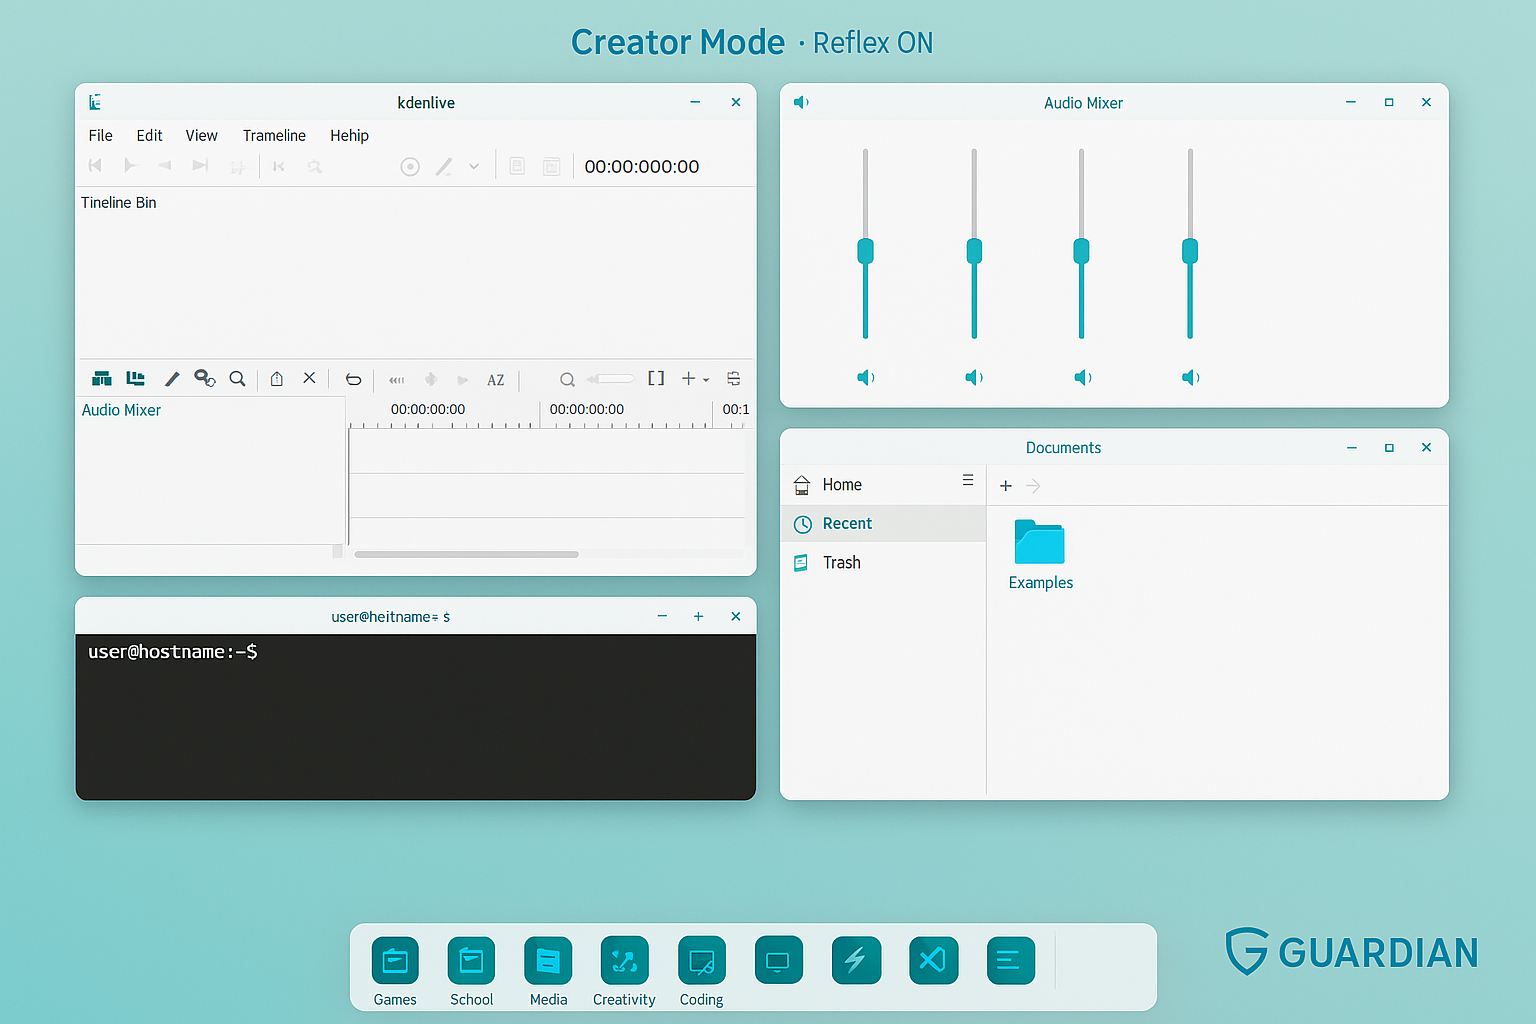 Creator Mode · Reflex ON
kdenlive
File Edit View Trameline Hehip
00:00:000:00
Tineline Bin
AZ
Audio Mixer
00:00:00:00 00:00:00:00 00:1
user@heitname≂ $
user@hostname:–$
Audio Mixer
Documents
Home
Recent
Trash
Examples
Games School Media Creativity Coding
GUARDIAN